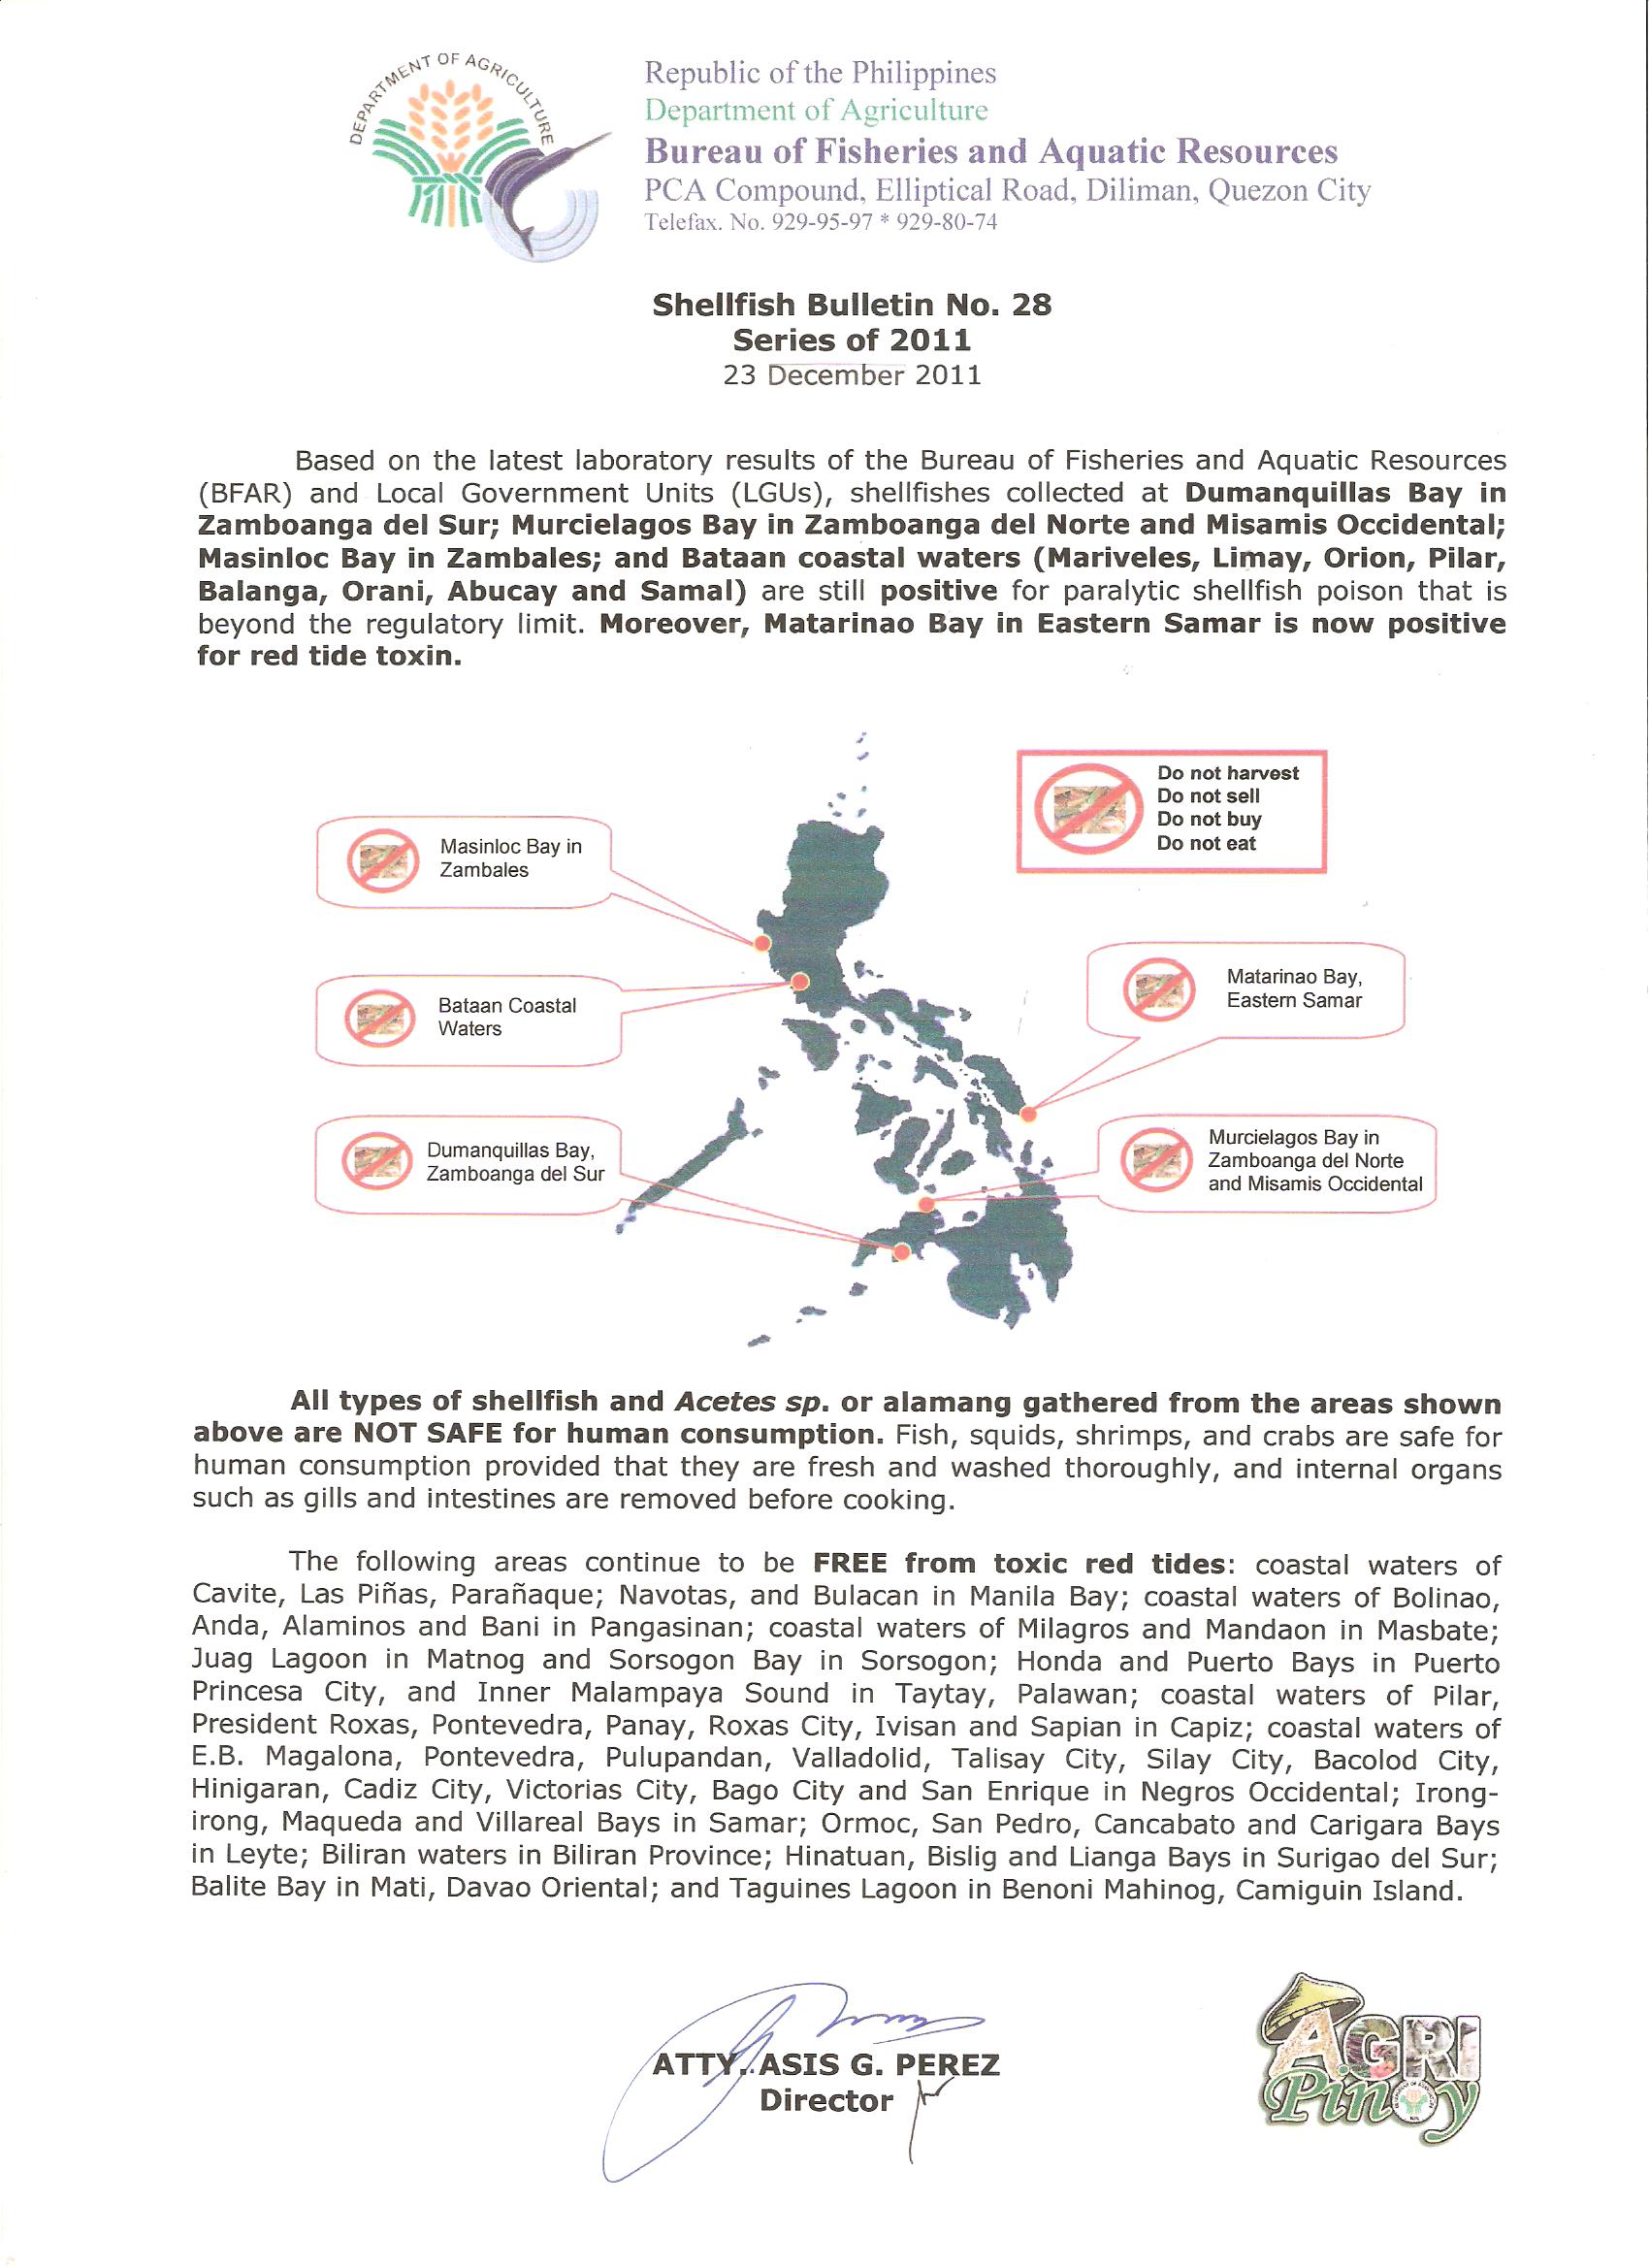 DEPARTMENT OF AGRICULTURE
Republic of the Philippines
Department of Agriculture
Bureau of Fisheries and Aquatic Resources
PCA Compound, Elliptical Road, Diliman, Quezon City
Telefax. No. 929-95-97 * 929-80-74
Shellfish Bulletin No. 28
Series of 2011
23 December 2011
Based on the latest laboratory results of the Bureau of Fisheries and Aquatic Resources
(BFAR) and Local Government Units (LGUs), shellfishes collected at Dumanquillas Bay in
Zamboanga del Sur; Murcielagos Bay in Zamboanga del Norte and Misamis Occidental;
Masinloc Bay in Zambales; and Bataan coastal waters (Mariveles, Limay, Orion, Pilar,
Balanga, Orani, Abucay and Samal) are still positive for paralytic shellfish poison that is
beyond the regulatory limit. Moreover, Matarinao Bay in Eastern Samar is now positive
for red tide toxin.
Do not harvest
Do not sell
Do not buy
Do not eat
Masinloc Bay in
Zambales
Bataan Coastal
Waters
Matarinao Bay,
Eastern Samar
Dumanquillas Bay,
Zamboanga del Sur
Murcielagos Bay in
Zamboanga del Norte
and Misamis Occidental
All types of shellfish and Acetes sp. or alamang gathered from the areas shown
above are NOT SAFE for human consumption. Fish, squids, shrimps, and crabs are safe for
human consumption provided that they are fresh and washed thoroughly, and internal organs
such as gills and intestines are removed before cooking.
The following areas continue to be FREE from toxic red tides: coastal waters of
Cavite, Las Piñas, Parañaque; Navotas, and Bulacan in Manila Bay; coastal waters of Bolinao,
Anda, Alaminos and Bani in Pangasinan; coastal waters of Milagros and Mandaon in Masbate;
Juag Lagoon in Matnog and Sorsogon Bay in Sorsogon; Honda and Puerto Bays in Puerto
Princesa City, and Inner Malampaya Sound in Taytay, Palawan; coastal waters of Pilar,
President Roxas, Pontevedra, Panay, Roxas City, Ivisan and Sapian in Capiz; coastal waters of
E.B. Magalona, Pontevedra, Pulupandan, Valladolid, Talisay City, Silay City, Bacolod City,
Hinigaran, Cadiz City, Victorias City, Bago City and San Enrique in Negros Occidental; Irong-
irong, Maqueda and Villareal Bays in Samar; Ormoc, San Pedro, Cancabato and Carigara Bays
in Leyte; Biliran waters in Biliran Province; Hinatuan, Bislig and Lianga Bays in Surigao del Sur;
Balite Bay in Mati, Davao Oriental; and Taguines Lagoon in Benoni Mahinog, Camiguin Island.
ATTY. ASIS G. PEREZ
Director
AGRI
Pinoy